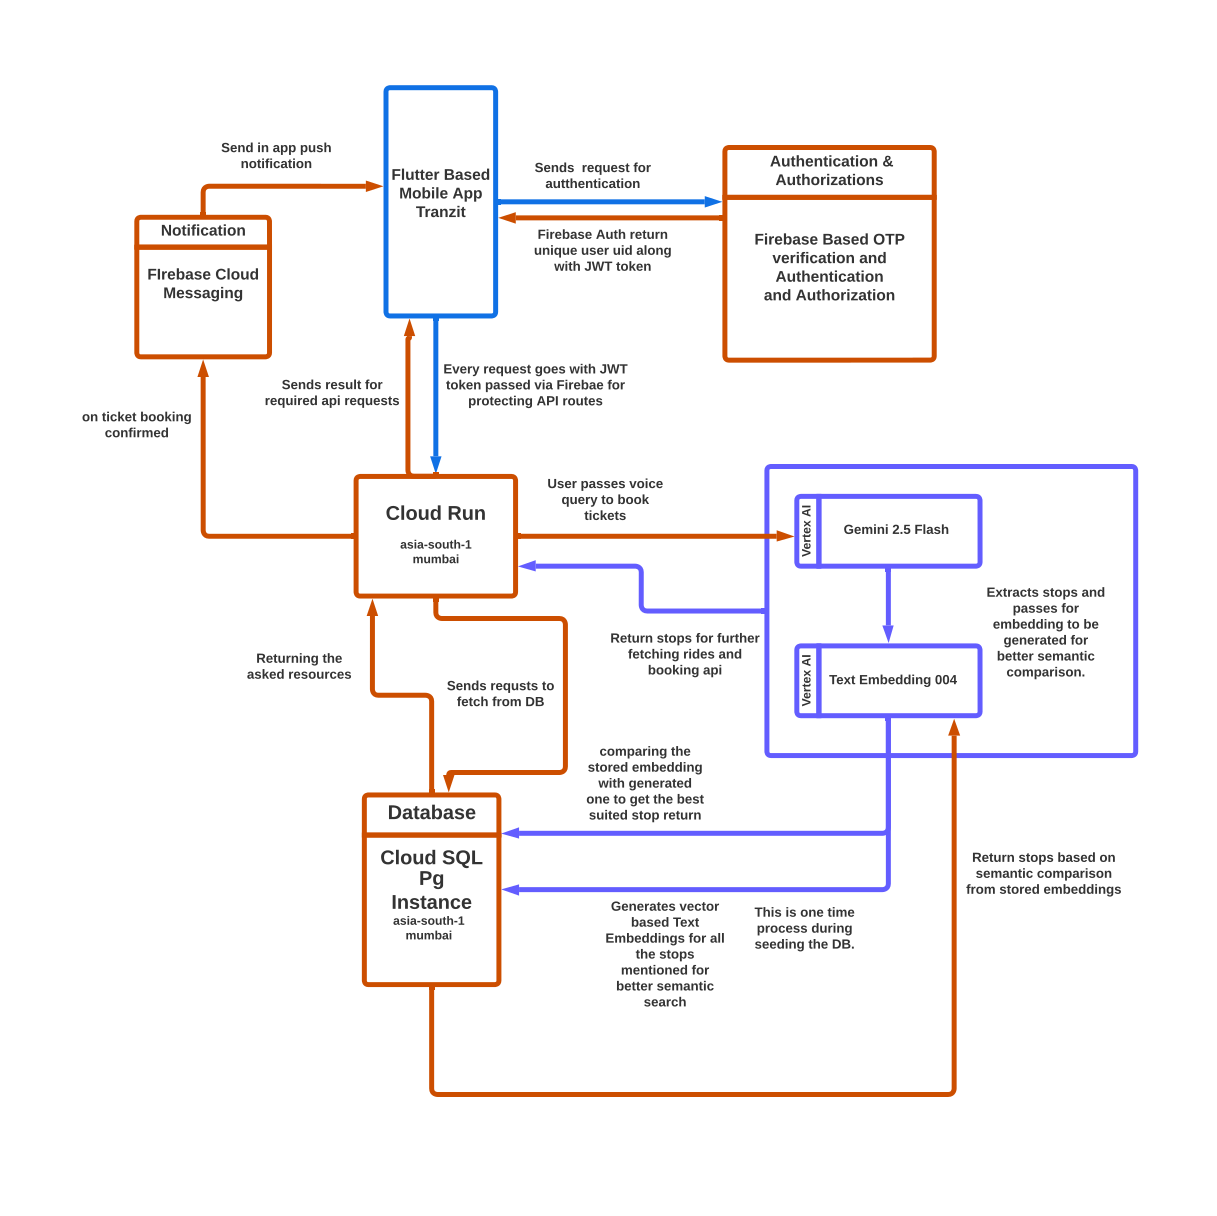 Send in app push
notification
Flutter Based
Mobile App
Tranzit
Sends  request for
autthentication
Authentication &
Authorizations
Firebase Auth return
unique user uid along
with JWT token
Firebase Based OTP
verification and
Authentication
and Authorization
Notification
FIrebase Cloud
Messaging
Sends result for
required api requests
Every request goes with JWT
token passed via Firebae for
protecting API routes
on ticket booking
confirmed
Cloud Run
asia-south-1
mumbai
User passes voice
query to book
tickets
Vertex AI
Gemini 2.5 Flash
Extracts stops and
passes for
embedding to be
generated for
better semantic
comparison.
Return stops for further
fetching rides and
booking api
Vertex AI
Text Embedding 004
Returning the
asked resources
Sends requsts to
fetch from DB
comparing the
stored embedding
with generated
one to get the best
suited stop return
Database
Cloud SQL
Pg
Instance
asia-south-1
mumbai
Return stops based on
semantic comparison
from stored embeddings
Generates vector
based Text
Embeddings for all
the stops
mentioned for
better semantic
search
This is one time
process during
seeding the DB.